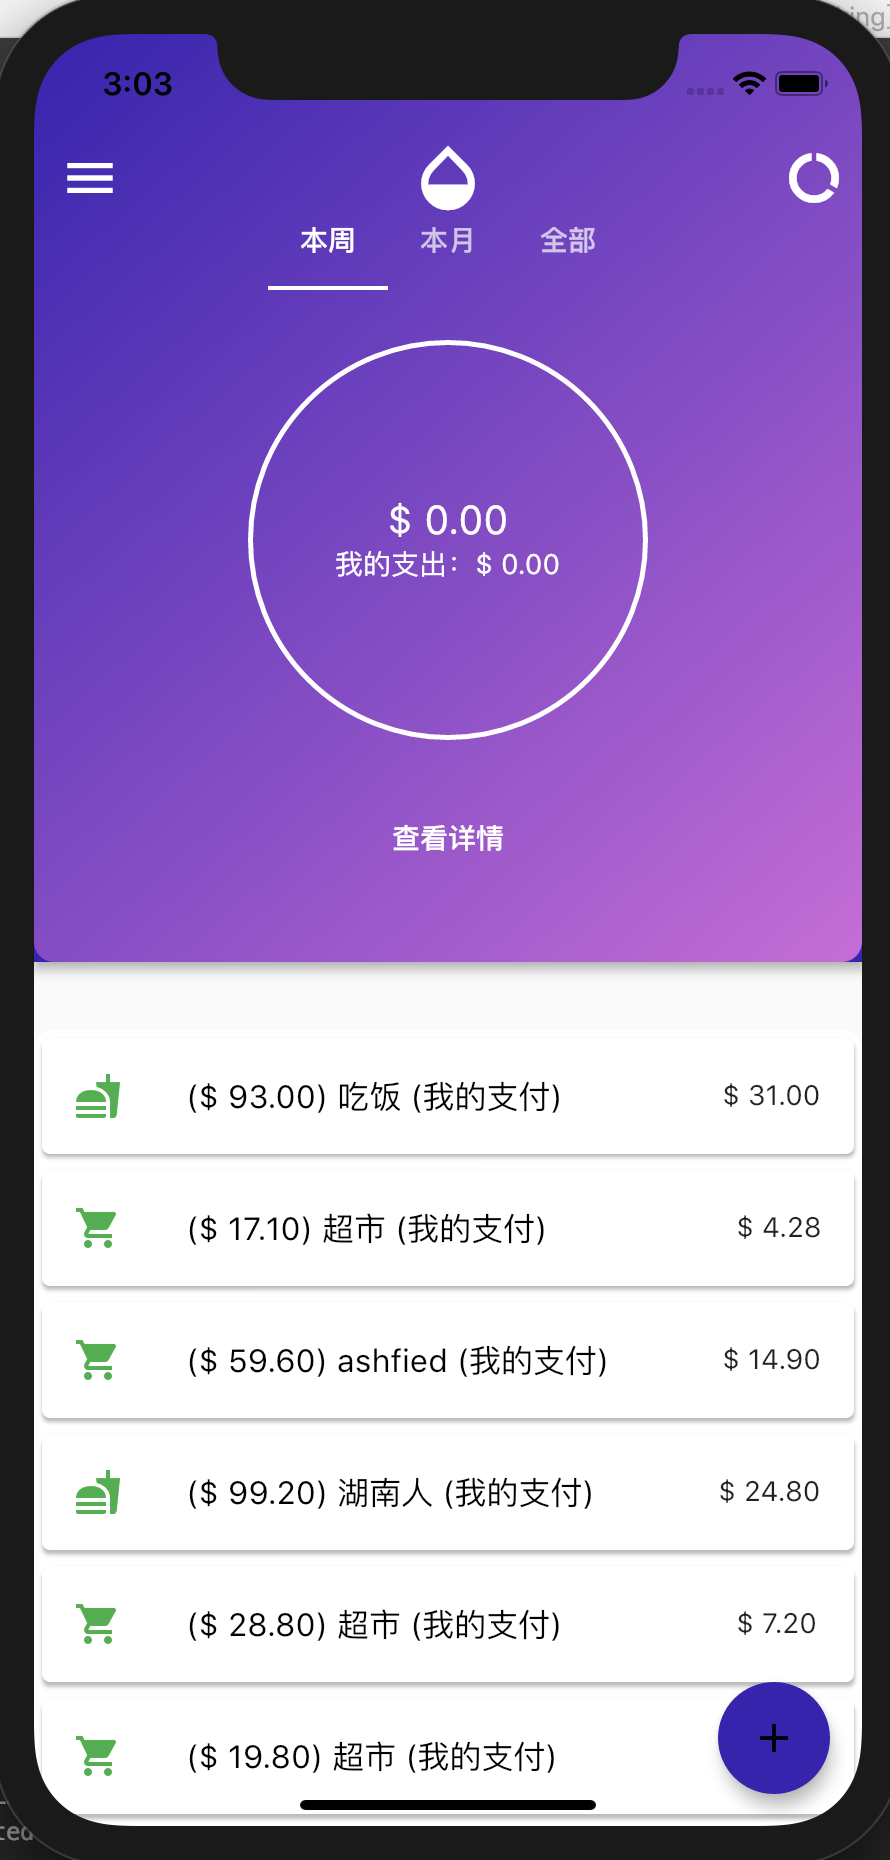 ing
3:03
本周 本月 全部
$ 0.00
我的支出：$ 0.00
查看详情
($ 93.00) 吃饭 (我的支付) $ 31.00
($ 17.10) 超市 (我的支付) $ 4.28
($ 59.60) ashfied (我的支付) $ 14.90
($ 99.20) 湖南人 (我的支付) $ 24.80
($ 28.80) 超市 (我的支付) $ 7.20
($ 19.80) 超市 (我的支付)
ted